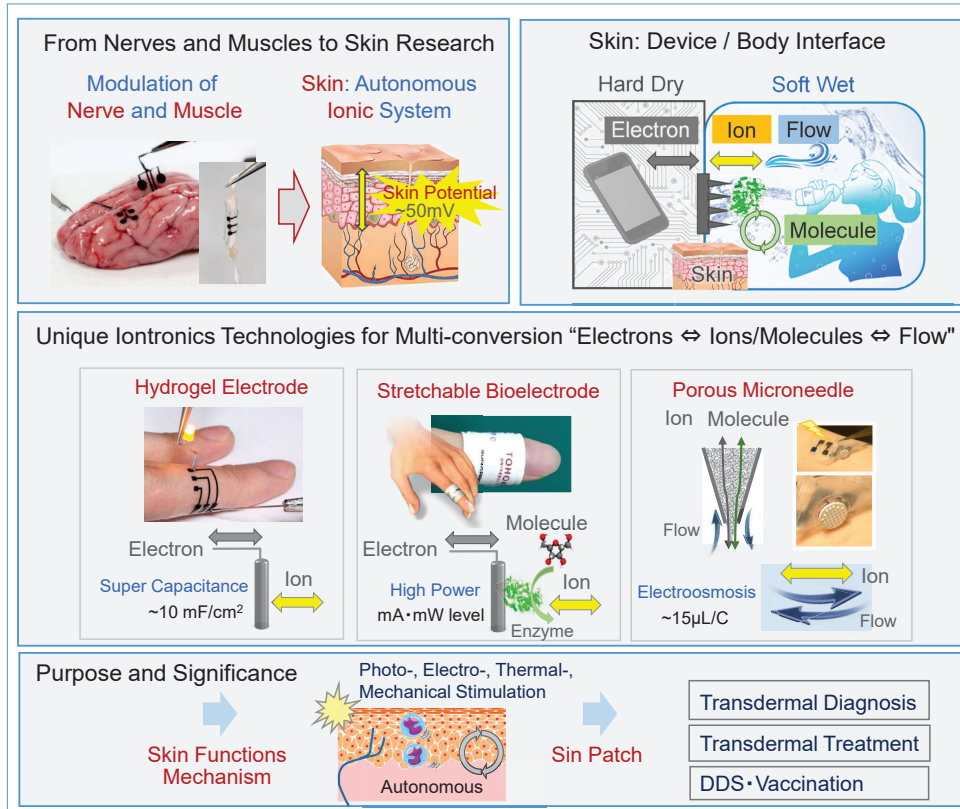 From Nerves and Muscles to Skin Research
Modulation of
Nerve and Muscle
Skin: Autonomous
Ionic System
Skin Potential
~50mV
Skin: Device / Body Interface
Hard Dry
Soft Wet
Electron
Ion
Flow
Molecule
Skin
Unique Iontronics Technologies for Multi-conversion “Electrons ⇔ Ions/Molecules ⇔ Flow"
Hydrogel Electrode
Electron
Ion
Super Capacitance
~10 mF/cm²
Stretchable Bioelectrode
TOHO
Molecule
Electron
Ion
High Power
mA・mW level
Enzyme
Porous Microneedle
Ion
Molecule
Flow
Ion
Electroosmosis
~15μL/C
Flow
Purpose and Significance
Photo-, Electro-, Thermal-,
Mechanical Stimulation
Skin Functions
Mechanism
Autonomous
Sin Patch
Transdermal Diagnosis
Transdermal Treatment
DDS・Vaccination